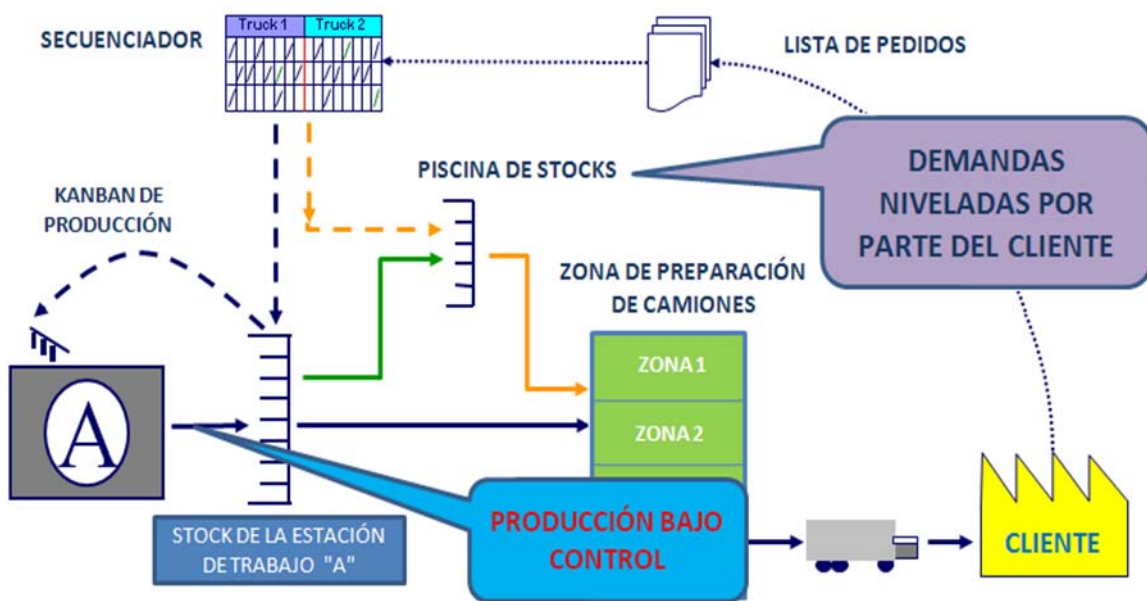 Truck 1 Truck 2
SECUENCIADOR
LISTA DE PEDIDOS
DEMANDAS
NIVELADAS POR
PARTE DEL CLIENTE
PISCINA DE STOCKS
KANBAN DE
PRODUCCIÓN
ZONA DE PREPARACIÓN
DE CAMIONES
ZONA 1
ZONA 2
A
PRODUCCIÓN BAJO
CONTROL
STOCK DE LA ESTACIÓN
DE TRABAJO "A"
CLIENTE